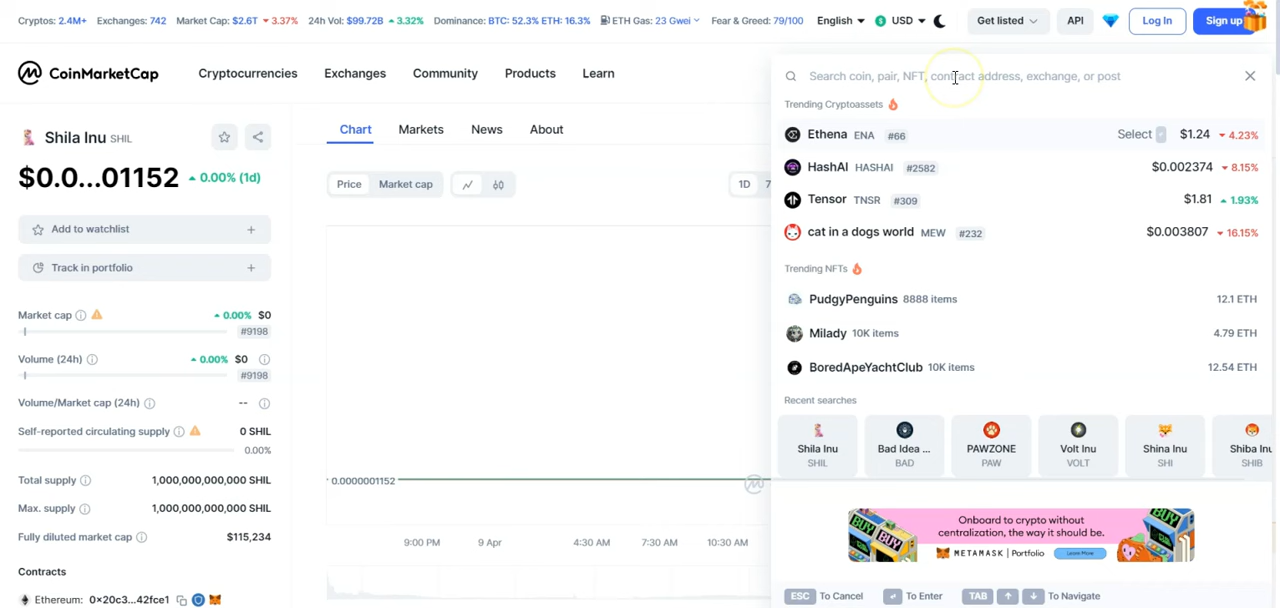 Cryptos: 2.4M+ Exchanges: 742 Market Cap: $2.6T 3.37% 24h Vol: $99.72B 3.32% Dominance: BTC: 52.3% ETH: 16.3% ETH Gas: 23 Gwei Fear & Greed: 79/100 English USD Get listed API Log In Sign up
CoinMarketCap Cryptocurrencies Exchanges Community Products Learn
Search coin, pair, NFT, contract address, exchange, or post
Shila Inu SHIL
$0.0...01152 0.00% (1d)
Add to watchlist +
Track in portfolio +
Market cap 0.00% $0
#9198
Volume (24h) 0.00% $0
#9198
Volume/Market cap (24h) --
Self-reported circulating supply 0 SHIL
0.00%
Total supply 1,000,000,000,000 SHIL
Max. supply 1,000,000,000,000 SHIL
Fully diluted market cap $115,234
Contracts
Ethereum: 0x20c3...42fce1
Chart Markets News About
Price Market cap 1D 7
0.0000001152
9:00 PM 9 Apr 4:30 AM 7:30 AM 10:30 AM
Trending Cryptoassets
Ethena ENA #66 Select $1.24 4.23%
HashAI HASHAI #2582 $0.002374 8.15%
Tensor TNSR #309 $1.81 1.93%
cat in a dogs world MEW #232 $0.003807 16.15%
Trending NFTs
PudgyPenguins 8888 items 12.1 ETH
Milady 10K items 4.79 ETH
BoredApeYachtClub 10K items 12.54 ETH
Recent searches
Shila Inu Bad Idea ... PAWZONE Volt Inu Shina Inu Shiba Inu
SHIL BAD PAW VOLT SHI SHIB
BUY BUY Onboard to crypto without BUY BUY
centralization, the way it should be.
METAMASK | Portfolio Learn More
ESC To Cancel To Enter TAB ↑ ↓ To Navigate